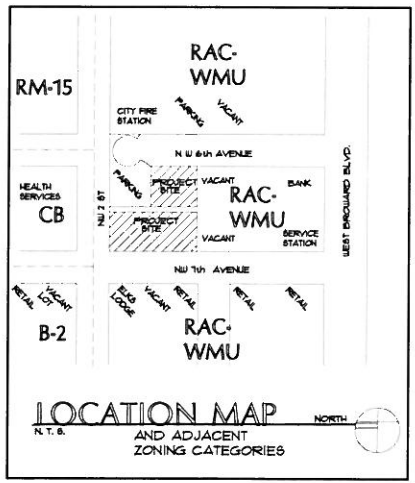 RAC-
WMU
RM-15
CITY FIRE
STATION
PARKING
VACANT
N W 6th AVENUE
HEALTH
SERVICES
CB
NW 2 ST
PARKING
PROJECT
SITE
VACANT
RAC-
WMU
BANK
WEST BROWARD BLVD.
PROJECT
SITE
VACANT
SERVICE
STATION
NW 7th AVENUE
RETAIL
VACANT
LOT
B-2
ELKS
LODGE
VACANT
RETAIL
RETAIL
RETAIL
RAC-
WMU
LOCATION MAP
N. T. S.
NORTH
AND ADJACENT
ZONING CATEGORIES